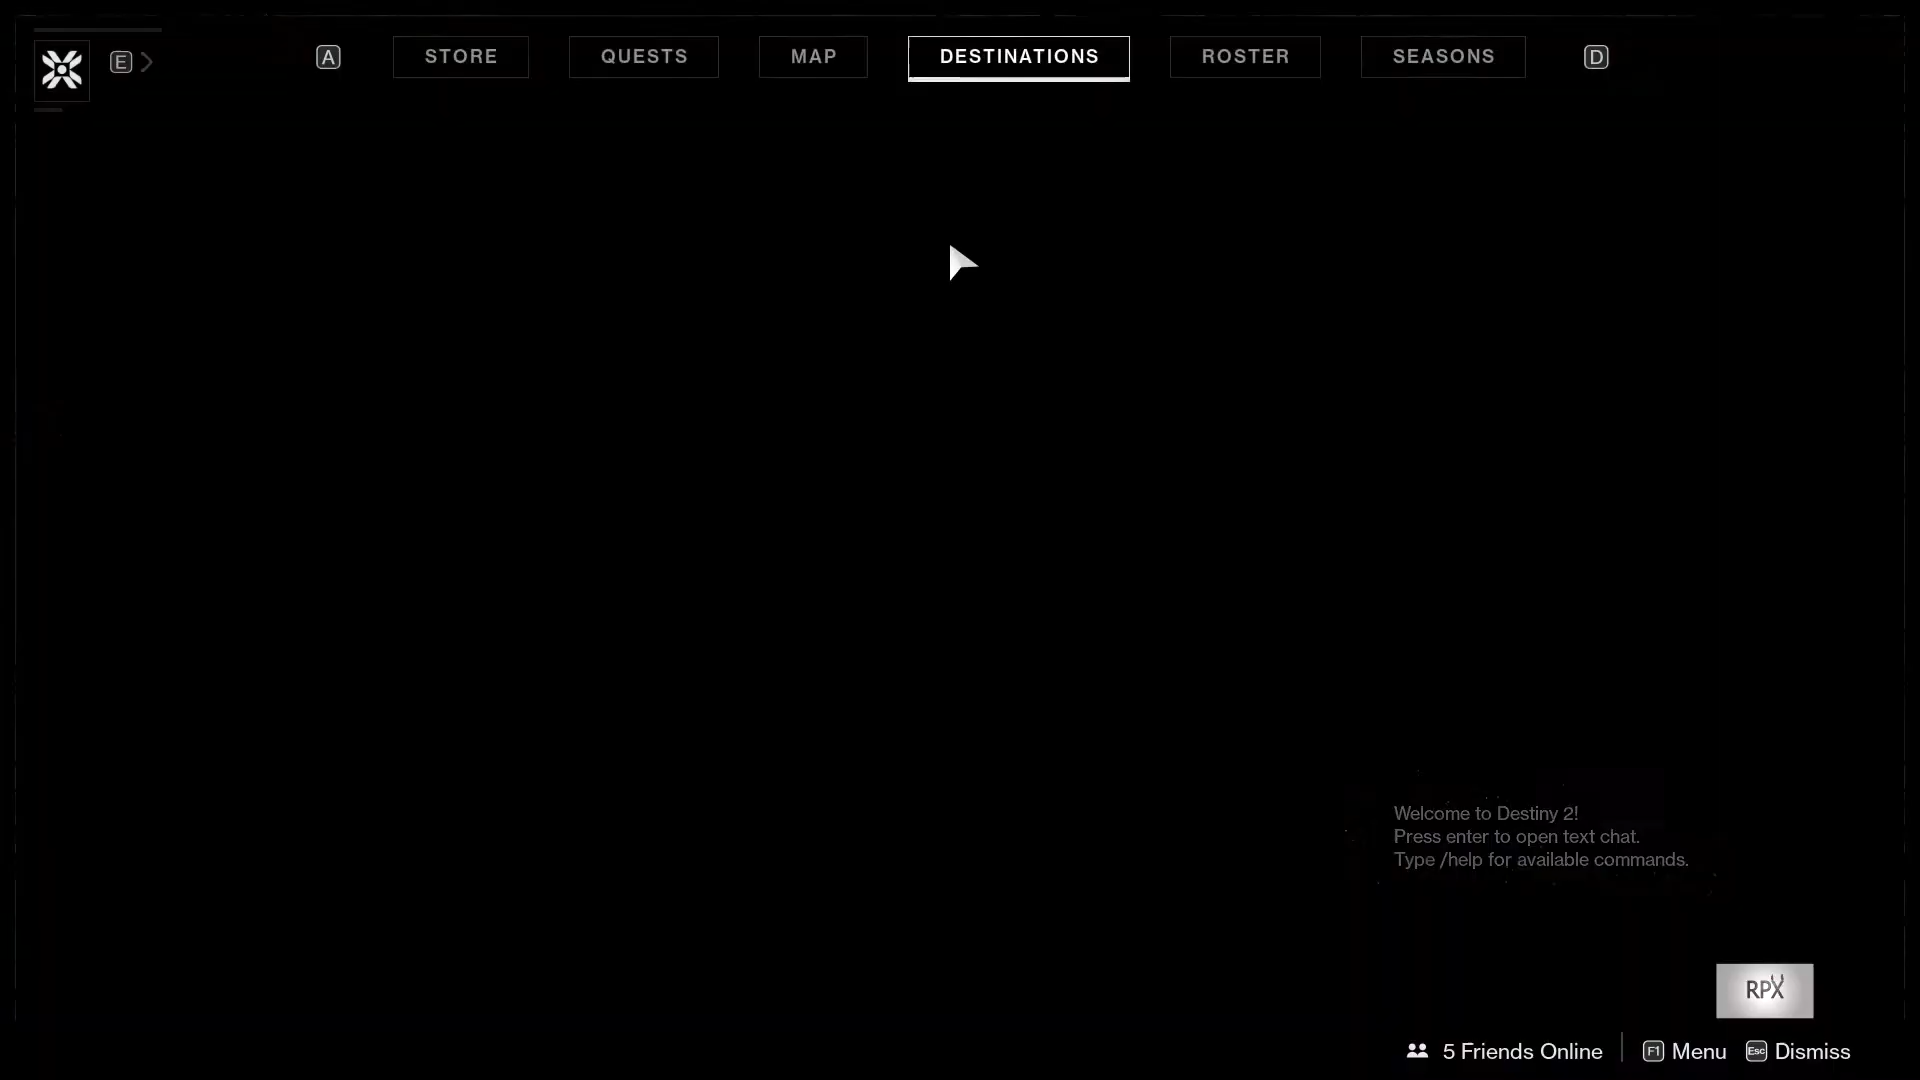 E
A
STORE
QUESTS
MAP
DESTINATIONS
ROSTER
SEASONS
D
Welcome to Destiny 2!
Press enter to open text chat.
Type /help for available commands.
RPX
5 Friends Online
F1 Menu
Esc Dismiss